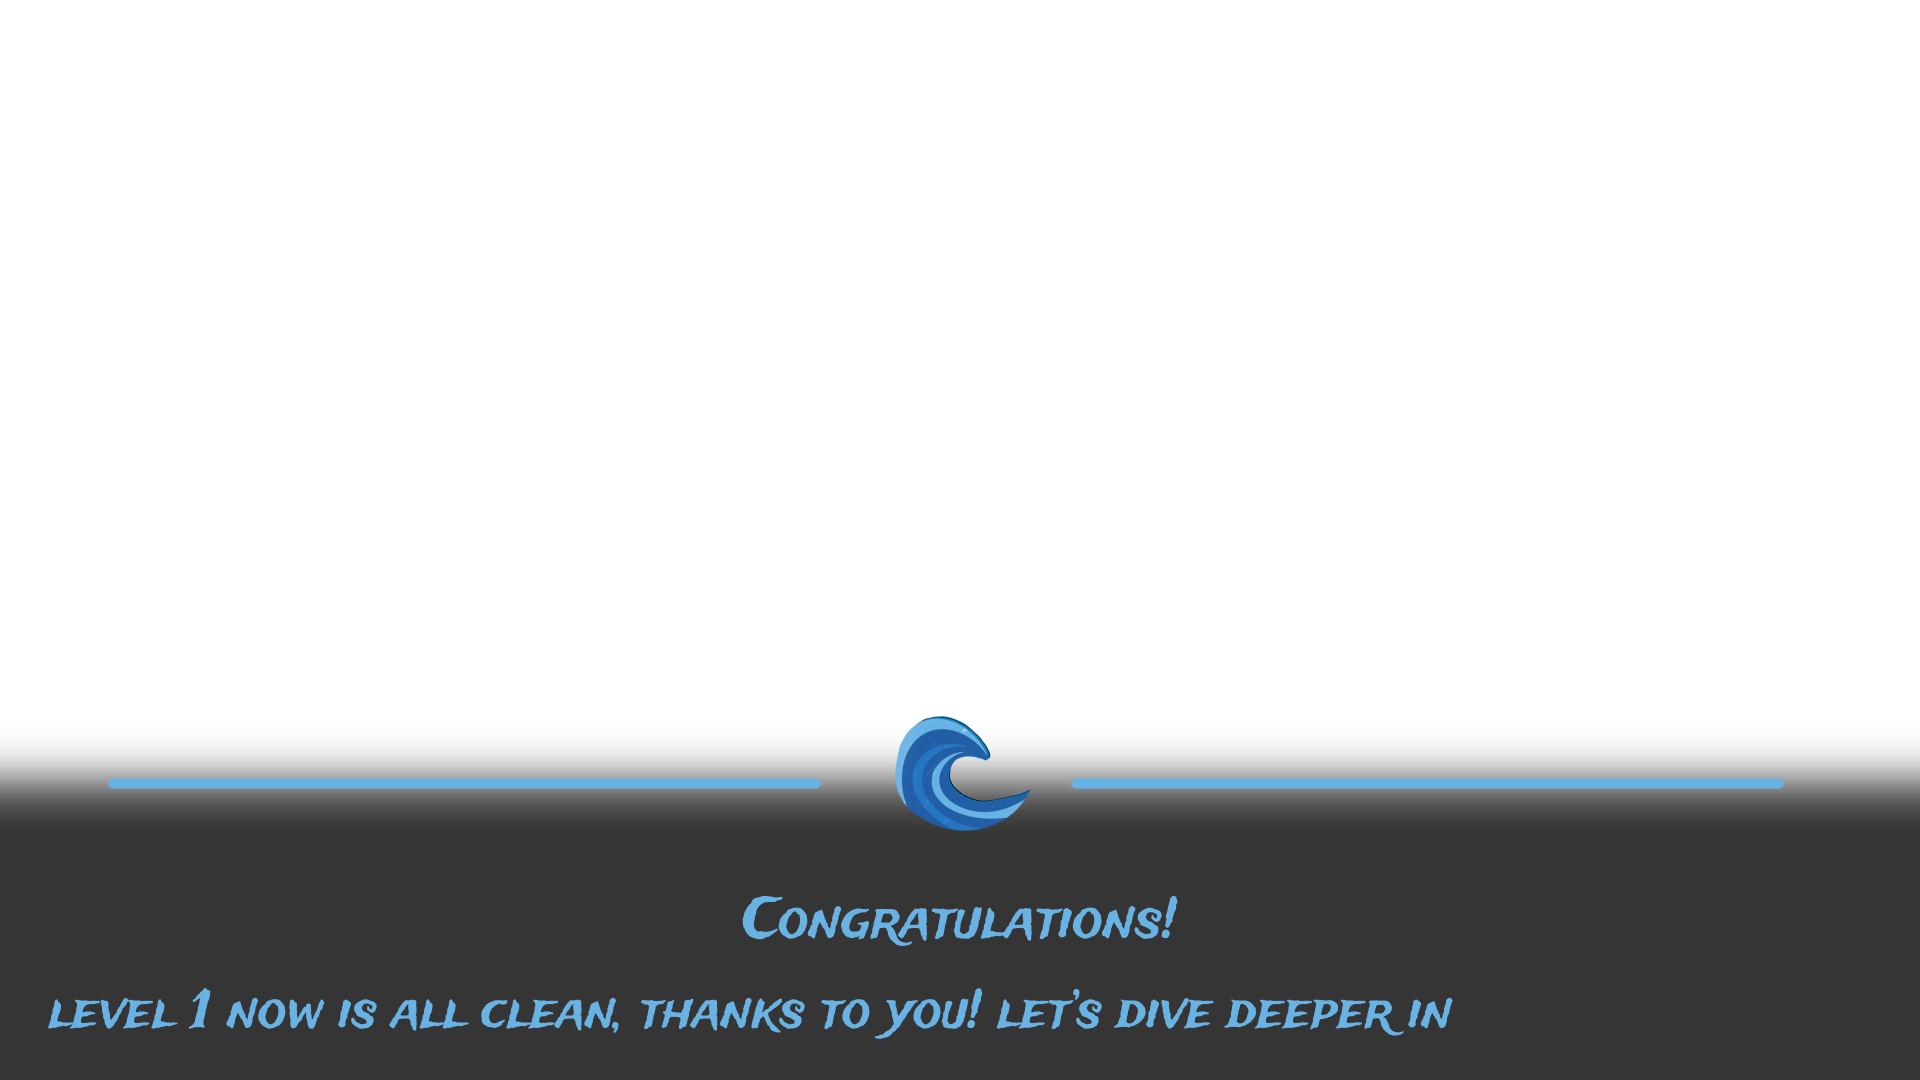 Congratulations!
level 1 now is all clean, thanks to you! let's dive deeper in